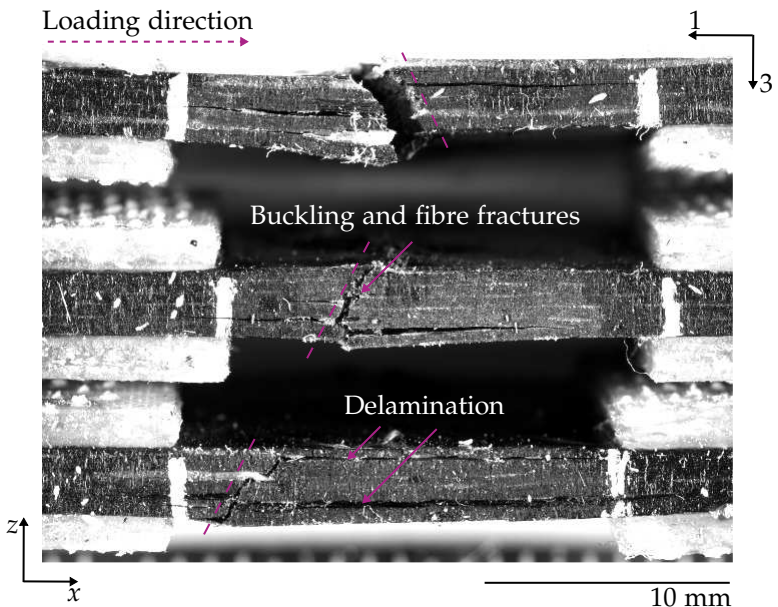 Loading direction
1
3
Buckling and fibre fractures
Delamination
z
x
10 mm